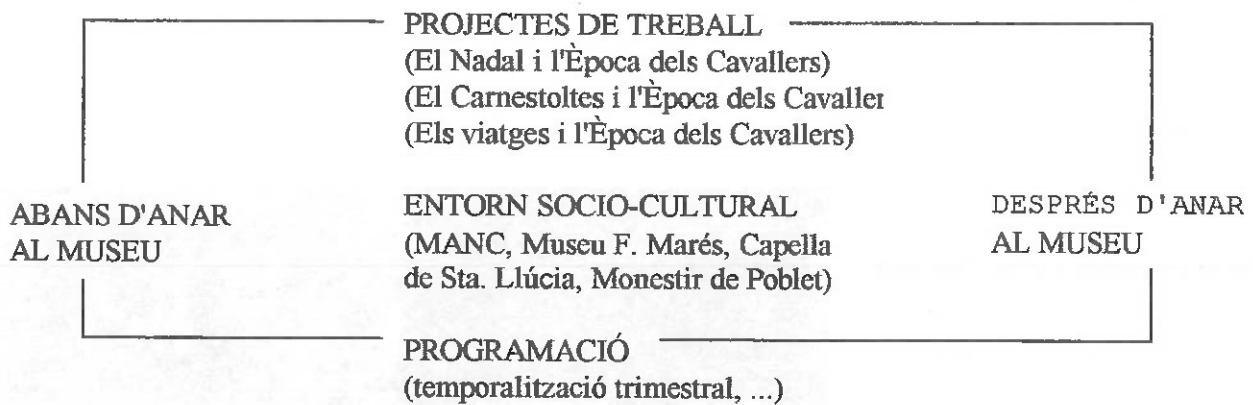 PROJECTES DE TREBALL
(El Nadal i l'Època dels Cavallers)
(El Carnestoltes i l'Època dels Cavaller
(Els viatges i l'Època dels Cavallers)
ABANS D'ANAR
AL MUSEU
ENTORN SOCIO-CULTURAL
(MANC, Museu F. Marés, Capella
de Sta. Llúcia, Monestir de Poblet)
DESPRÉS D'ANAR
AL MUSEU
PROGRAMACIÓ
(temporalització trimestral, ...)